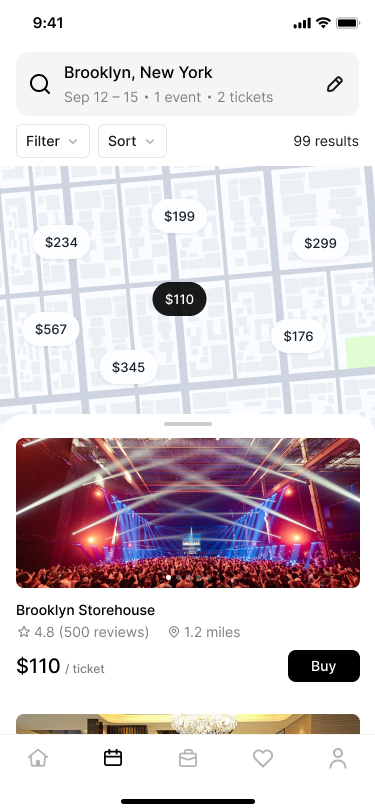 9:41
Brooklyn, New York
Sep 12 – 15 • 1 event • 2 tickets
Filter
Sort
99 results
$199
$234
$299
$110
$567
$176
$345
Brooklyn Storehouse
4.8 (500 reviews)
1.2 miles
$110 / ticket
Buy